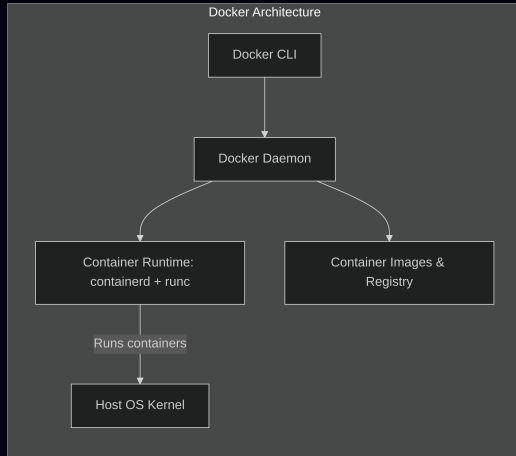 Docker Architecture
Docker CLI
Docker Daemon
Container Runtime:
containerd + runc
Container Images &
Registry
Runs containers
Host OS Kernel